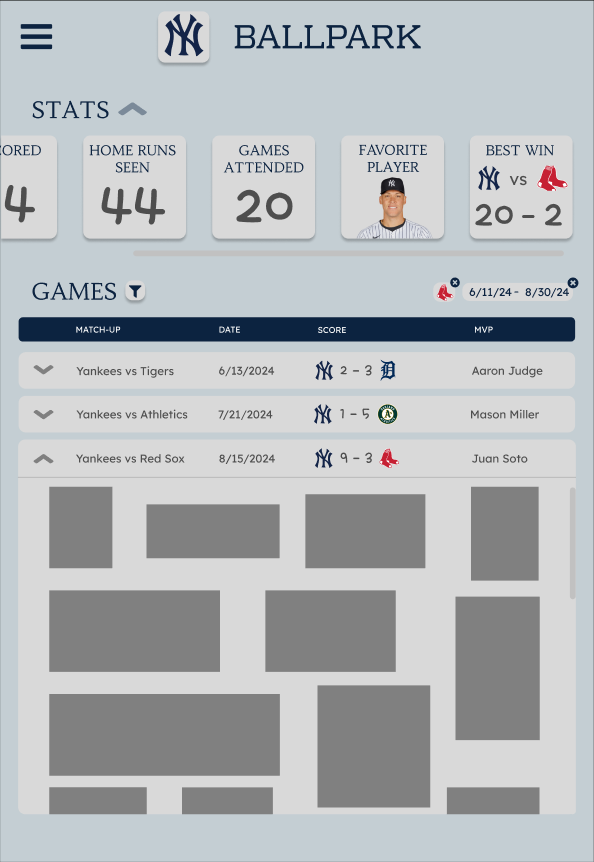 BALLPARK
STATS
ORED
4
HOME RUNS
SEEN
44
GAMES
ATTENDED
20
FAVORITE
PLAYER
BEST WIN
NY vs
20 - 2
GAMES
6/11/24 - 8/30/24
MATCH-UP DATE SCORE MVP
Yankees vs Tigers 6/13/2024 2 - 3 Aaron Judge
Yankees vs Athletics 7/21/2024 1 - 5 A's Mason Miller
Yankees vs Red Sox 8/15/2024 9 - 3 Juan Soto